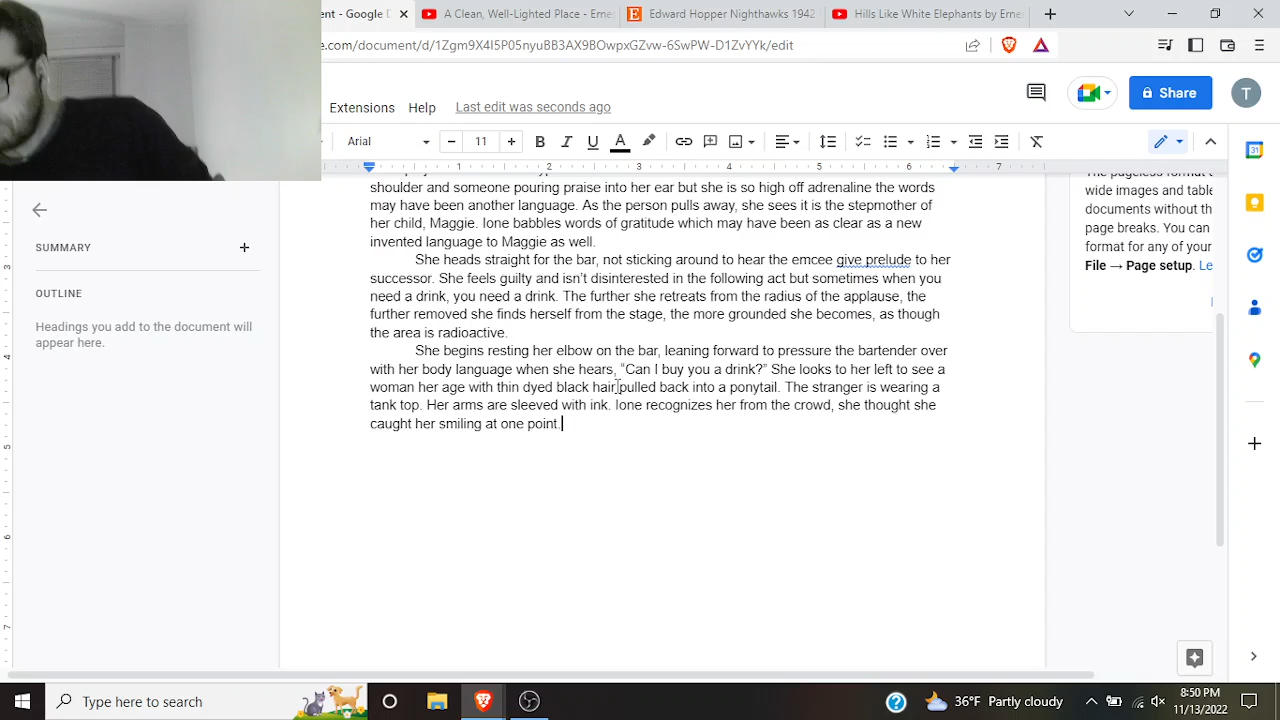 nt - Google D
A Clean, Well-Lighted Place - Erne
Edward Hopper Nighthawks 1942
Hills Like White Elephants by Erne
e.com/document/d/1Zgm9X4I5P05nyuBB3AX9BOwpxGZvw-6SwPW-D1ZvYYk/edit
Extensions Help Last edit was seconds ago
Share
T
Arial 11
1 2 3 4 5 6 7
shoulder and someone pouring praise into her ear but she is so high off adrenaline the words
may have been another language. As the person pulls away, she sees it is the stepmother of
her child, Maggie. Ione babbles words of gratitude which may have been as clear as a new
invented language to Maggie as well.
She heads straight for the bar, not sticking around to hear the emcee give prelude to her
successor. She feels guilty and isn’t disinterested in the following act but sometimes when you
need a drink, you need a drink. The further she retreats from the radius of the applause, the
further removed she finds herself from the stage, the more grounded she becomes, as though
the area is radioactive.
She begins resting her elbow on the bar, leaning forward to pressure the bartender over
with her body language when she hears, “Can I buy you a drink?” She looks to her left to see a
woman her age with thin dyed black hair pulled back into a ponytail. The stranger is wearing a
tank top. Her arms are sleeved with ink. Ione recognizes her from the crowd, she thought she
caught her smiling at one point.
SUMMARY
OUTLINE
Headings you add to the document will
appear here.
3
4
5
6
7
wide images and table
documents without th
page breaks. You can
format for any of your
File → Page setup. Le
31
Type here to search
36°F Partly cloudy
8:50 PM
11/13/2022